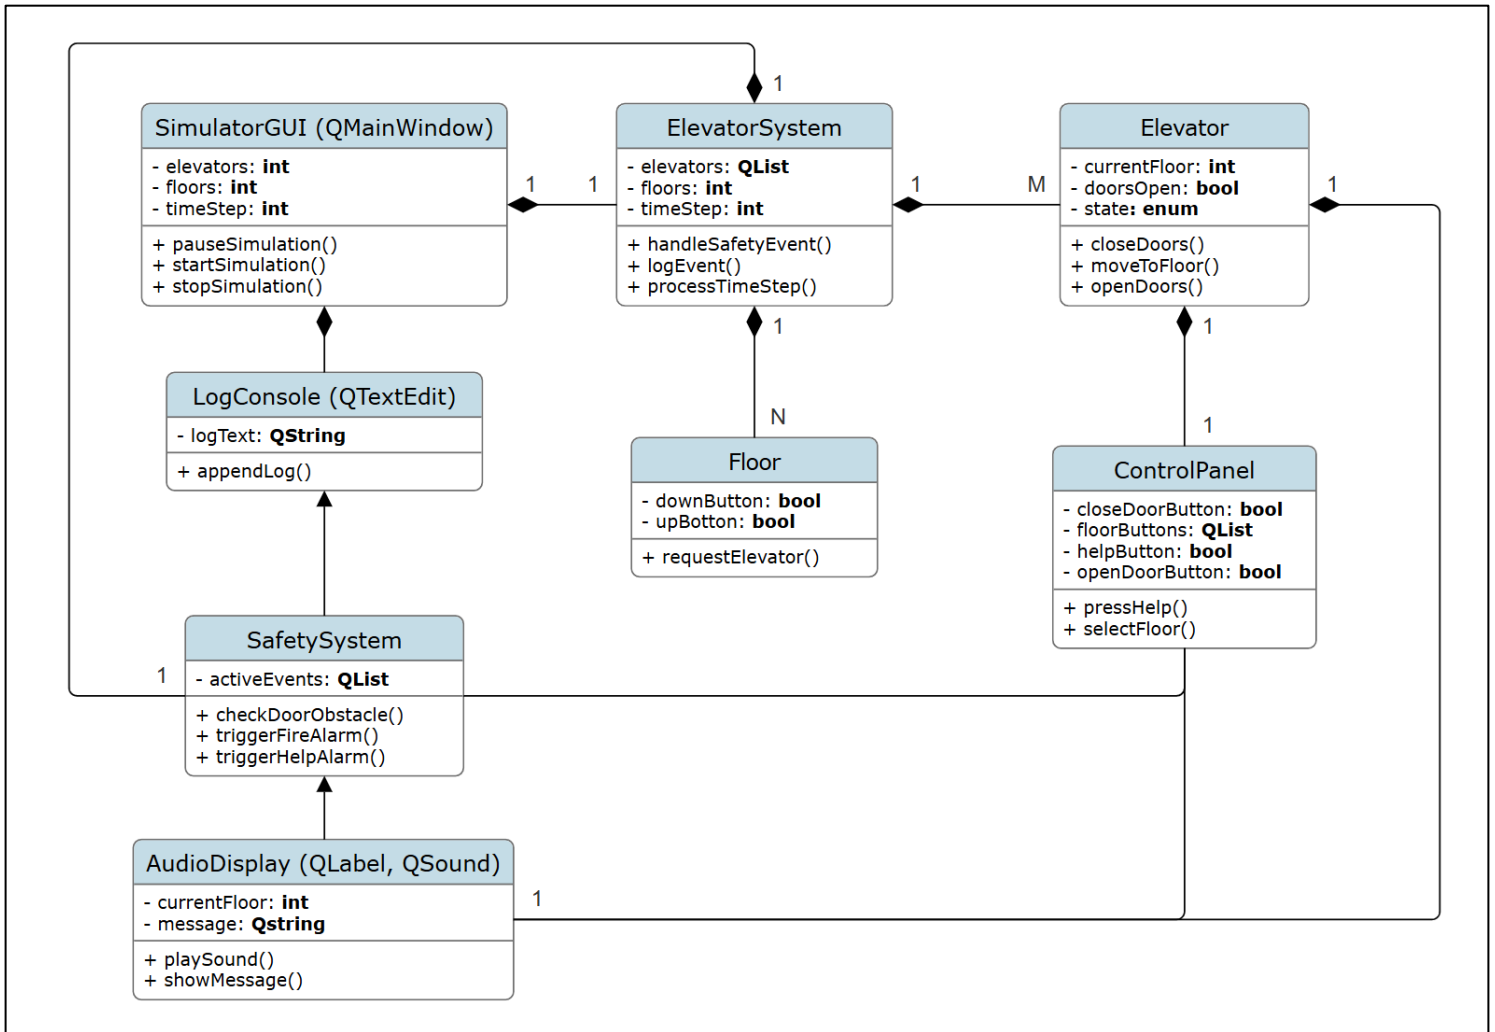 1
SimulatorGUI (QMainWindow)
- elevators: int
- floors: int
- timeStep: int
+ pauseSimulation()
+ startSimulation()
+ stopSimulation()
1
1
ElevatorSystem
- elevators: QList
- floors: int
- timeStep: int
+ handleSafetyEvent()
+ logEvent()
+ processTimeStep()
1
M
Elevator
- currentFloor: int
- doorsOpen: bool
- state: enum
+ closeDoors()
+ moveToFloor()
+ openDoors()
1
1
1
LogConsole (QTextEdit)
- logText: QString
+ appendLog()
N
Floor
- downButton: bool
- upBotton: bool
+ requestElevator()
1
ControlPanel
- closeDoorButton: bool
- floorButtons: QList
- helpButton: bool
- openDoorButton: bool
+ pressHelp()
+ selectFloor()
1
SafetySystem
- activeEvents: QList
+ checkDoorObstacle()
+ triggerFireAlarm()
+ triggerHelpAlarm()
AudioDisplay (QLabel, QSound)
- currentFloor: int
- message: Qstring
+ playSound()
+ showMessage()
1